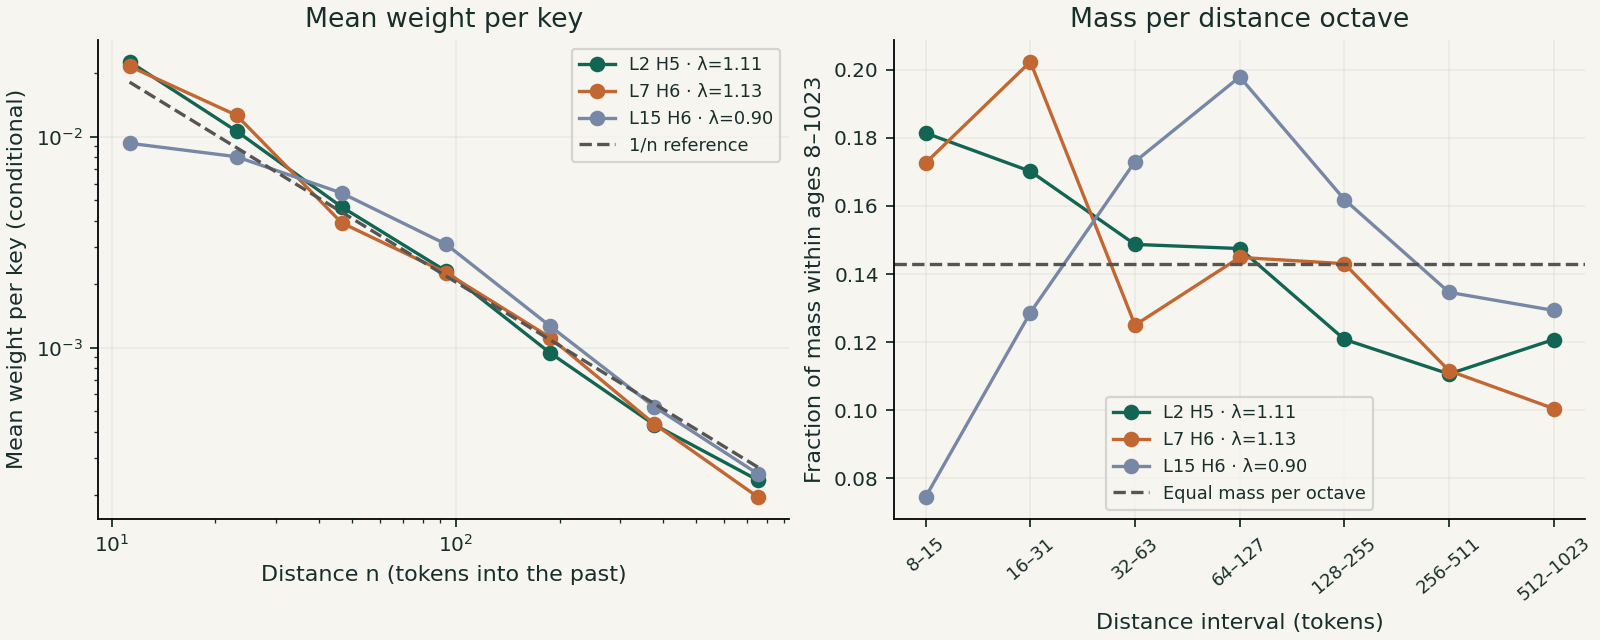 Mean weight per key
Mean weight per key (conditional)
10⁻²
10⁻³
L2 H5 · λ=1.11
L7 H6 · λ=1.13
L15 H6 · λ=0.90
1/n reference
10¹
10²
Distance n (tokens into the past)
Mass per distance octave
Fraction of mass within ages 8–1023
0.20
0.18
0.16
0.14
0.12
0.10
0.08
L2 H5 · λ=1.11
L7 H6 · λ=1.13
L15 H6 · λ=0.90
Equal mass per octave
8–15
16–31
32–63
64–127
128–255
256–511
512–1023
Distance interval (tokens)